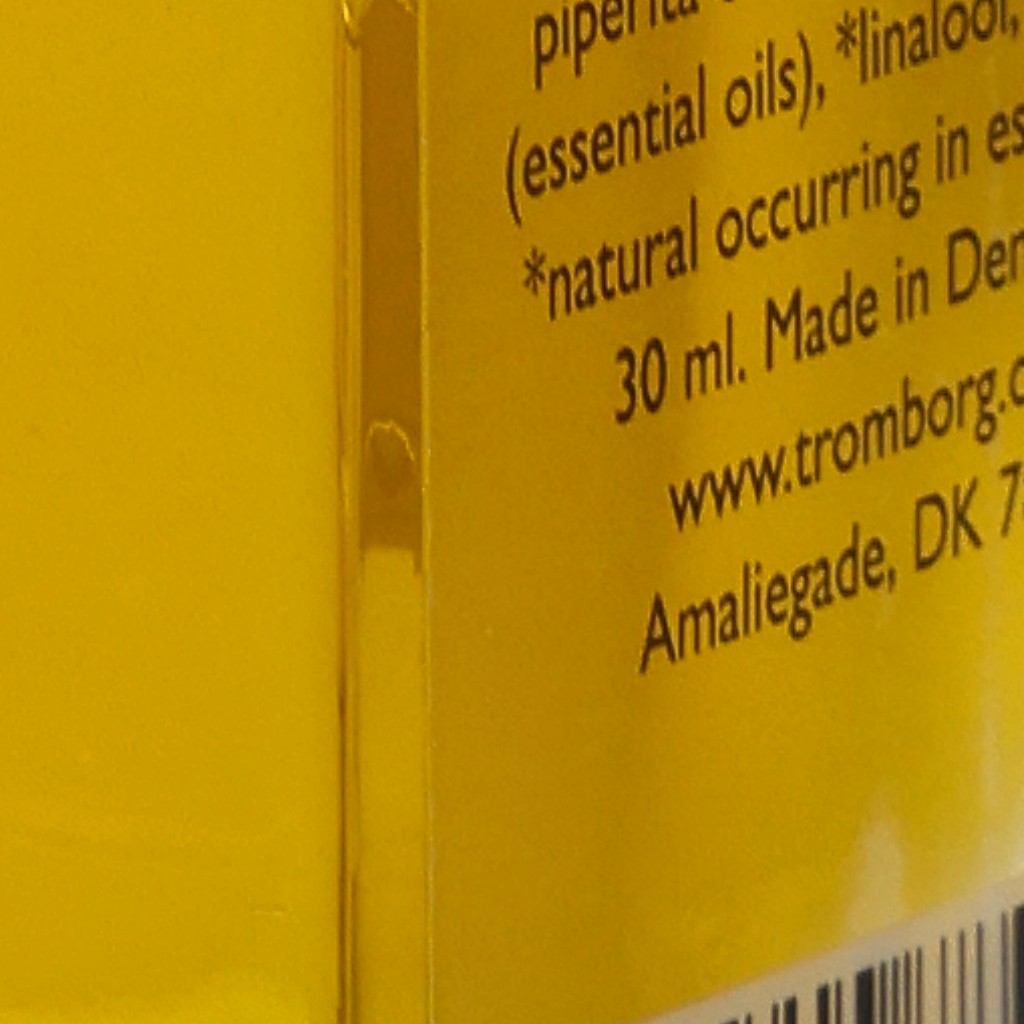 piperita
(essential oils), *linalool,
*natural occurring in es
30 ml. Made in Den
www.tromborg.c
Amaliegade, DK 7